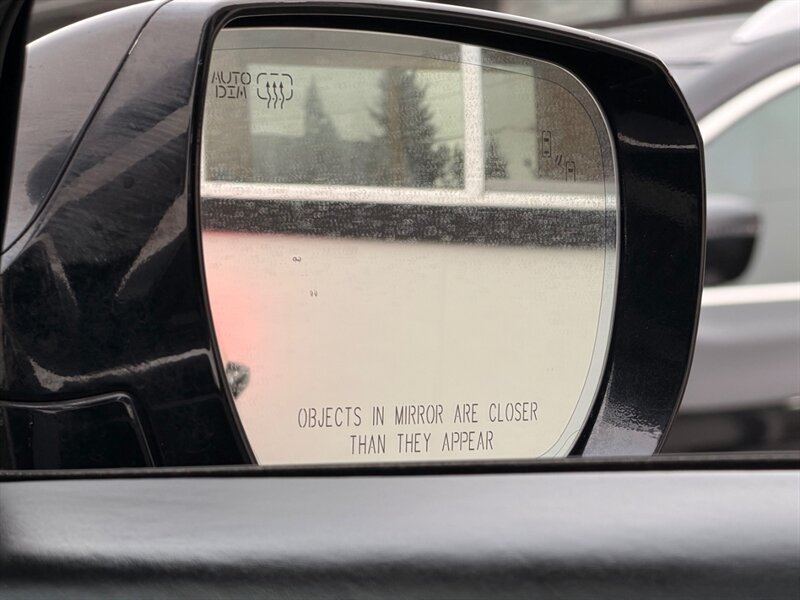 AUTO
DIM
OBJECTS IN MIRROR ARE CLOSER
THAN THEY APPEAR